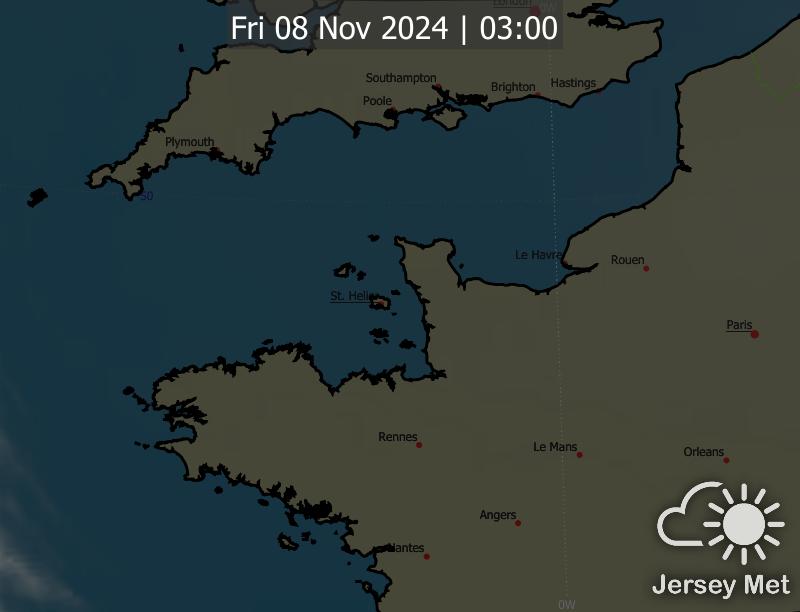 London
0W
Fri 08 Nov 2024 | 03:00
Southampton
Brighton
Hastings
Poole
Plymouth
50
Le Havre
Rouen
St. Helier
Paris
Rennes
Le Mans
Orleans
Angers
Nantes
Jersey Met
0W